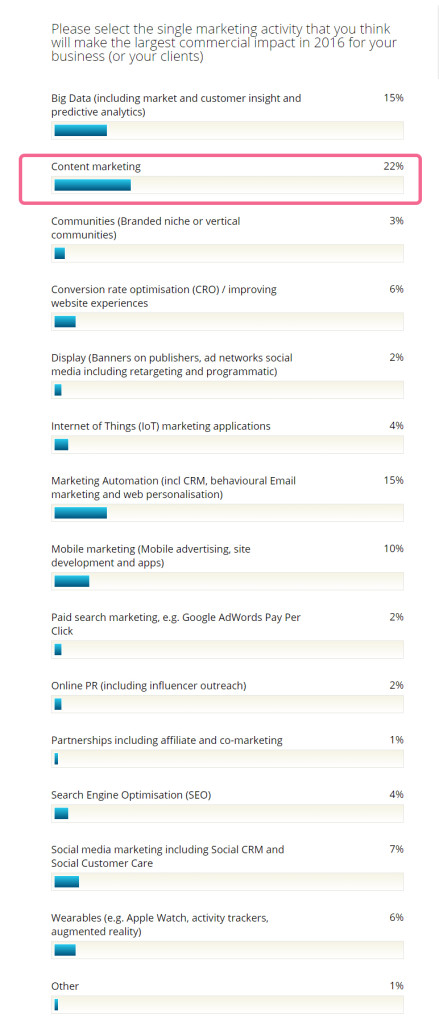 Please select the single marketing activity that you think
will make the largest commercial impact in 2016 for your
business (or your clients)
Big Data (including market and customer insight and
predictive analytics)
15%
Content marketing
22%
Communities (Branded niche or vertical
communities)
3%
Conversion rate optimisation (CRO) / improving
website experiences
6%
Display (Banners on publishers, ad networks social
media including retargeting and programmatic)
2%
Internet of Things (IoT) marketing applications
4%
Marketing Automation (incl CRM, behavioural Email
marketing and web personalisation)
15%
Mobile marketing (Mobile advertising, site
development and apps)
10%
Paid search marketing, e.g. Google AdWords Pay Per
Click
2%
Online PR (including influencer outreach)
2%
Partnerships including affiliate and co-marketing
1%
Search Engine Optimisation (SEO)
4%
Social media marketing including Social CRM and
Social Customer Care
7%
Wearables (e.g. Apple Watch, activity trackers,
augmented reality)
6%
Other
1%